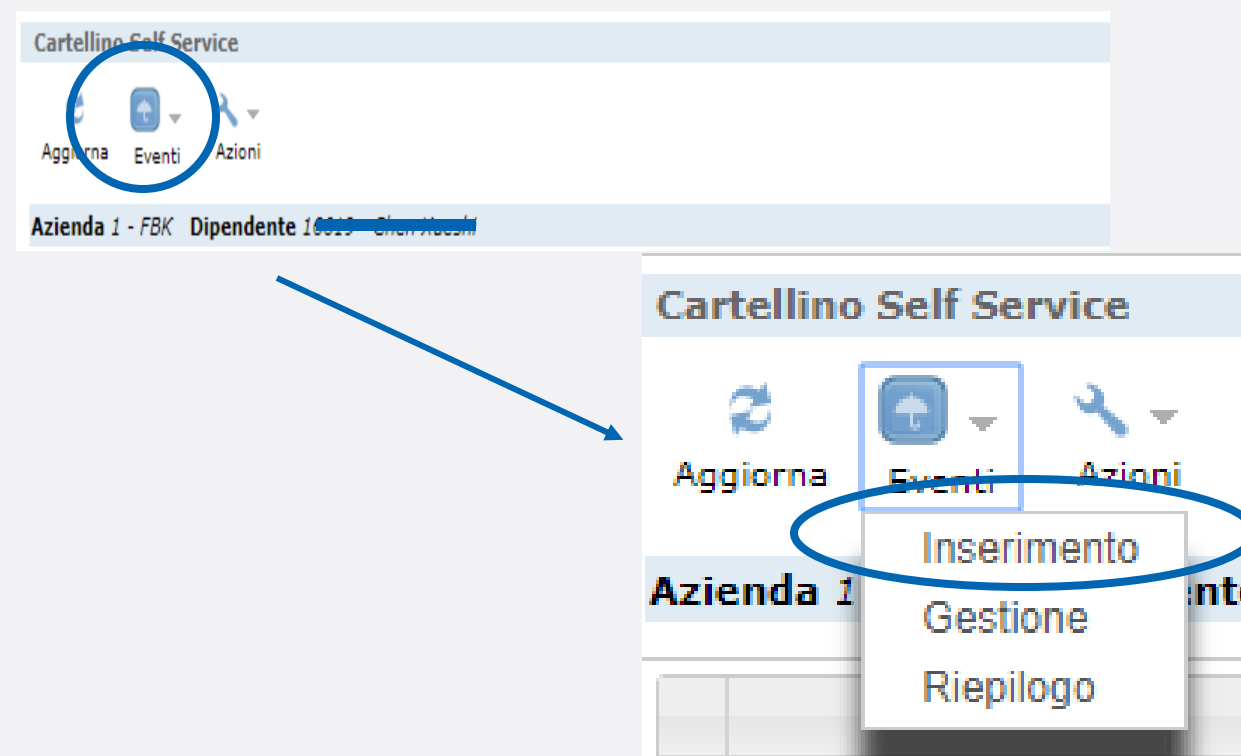 Cartellino Self Service
Aggiorna Eventi Azioni
Azienda 1 - FBK Dipendente
Cartellino Self Service
Aggiorna Eventi Azioni
Inserimento
Azienda 1
Gestione
Riepilogo